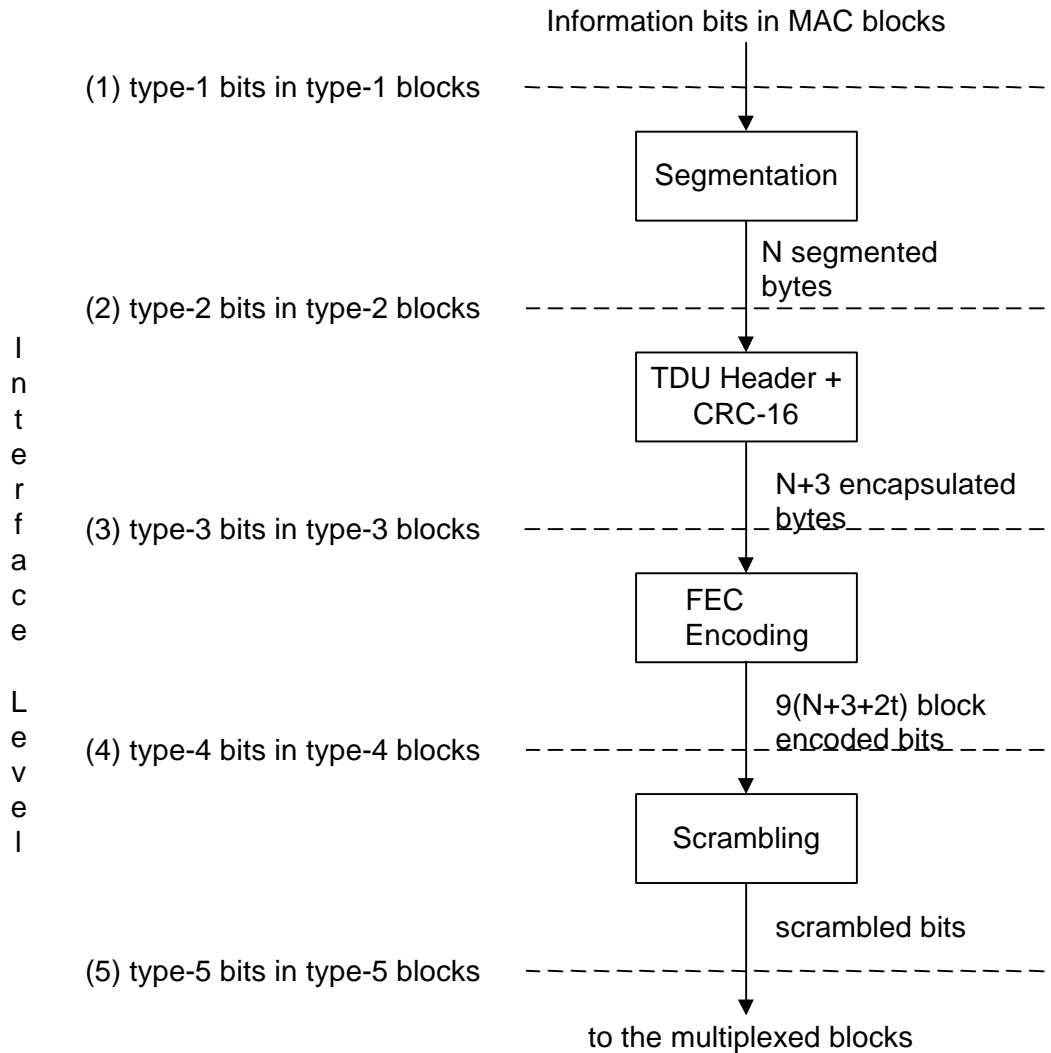 Information bits in MAC blocks
(1) type-1 bits in type-1 blocks
Segmentation
N segmented
bytes
(2) type-2 bits in type-2 blocks
TDU Header +
CRC-16
N+3 encapsulated
bytes
(3) type-3 bits in type-3 blocks
FEC
Encoding
9(N+3+2t) block
encoded bits
(4) type-4 bits in type-4 blocks
Scrambling
scrambled bits
(5) type-5 bits in type-5 blocks
to the multiplexed blocks
Interface Level